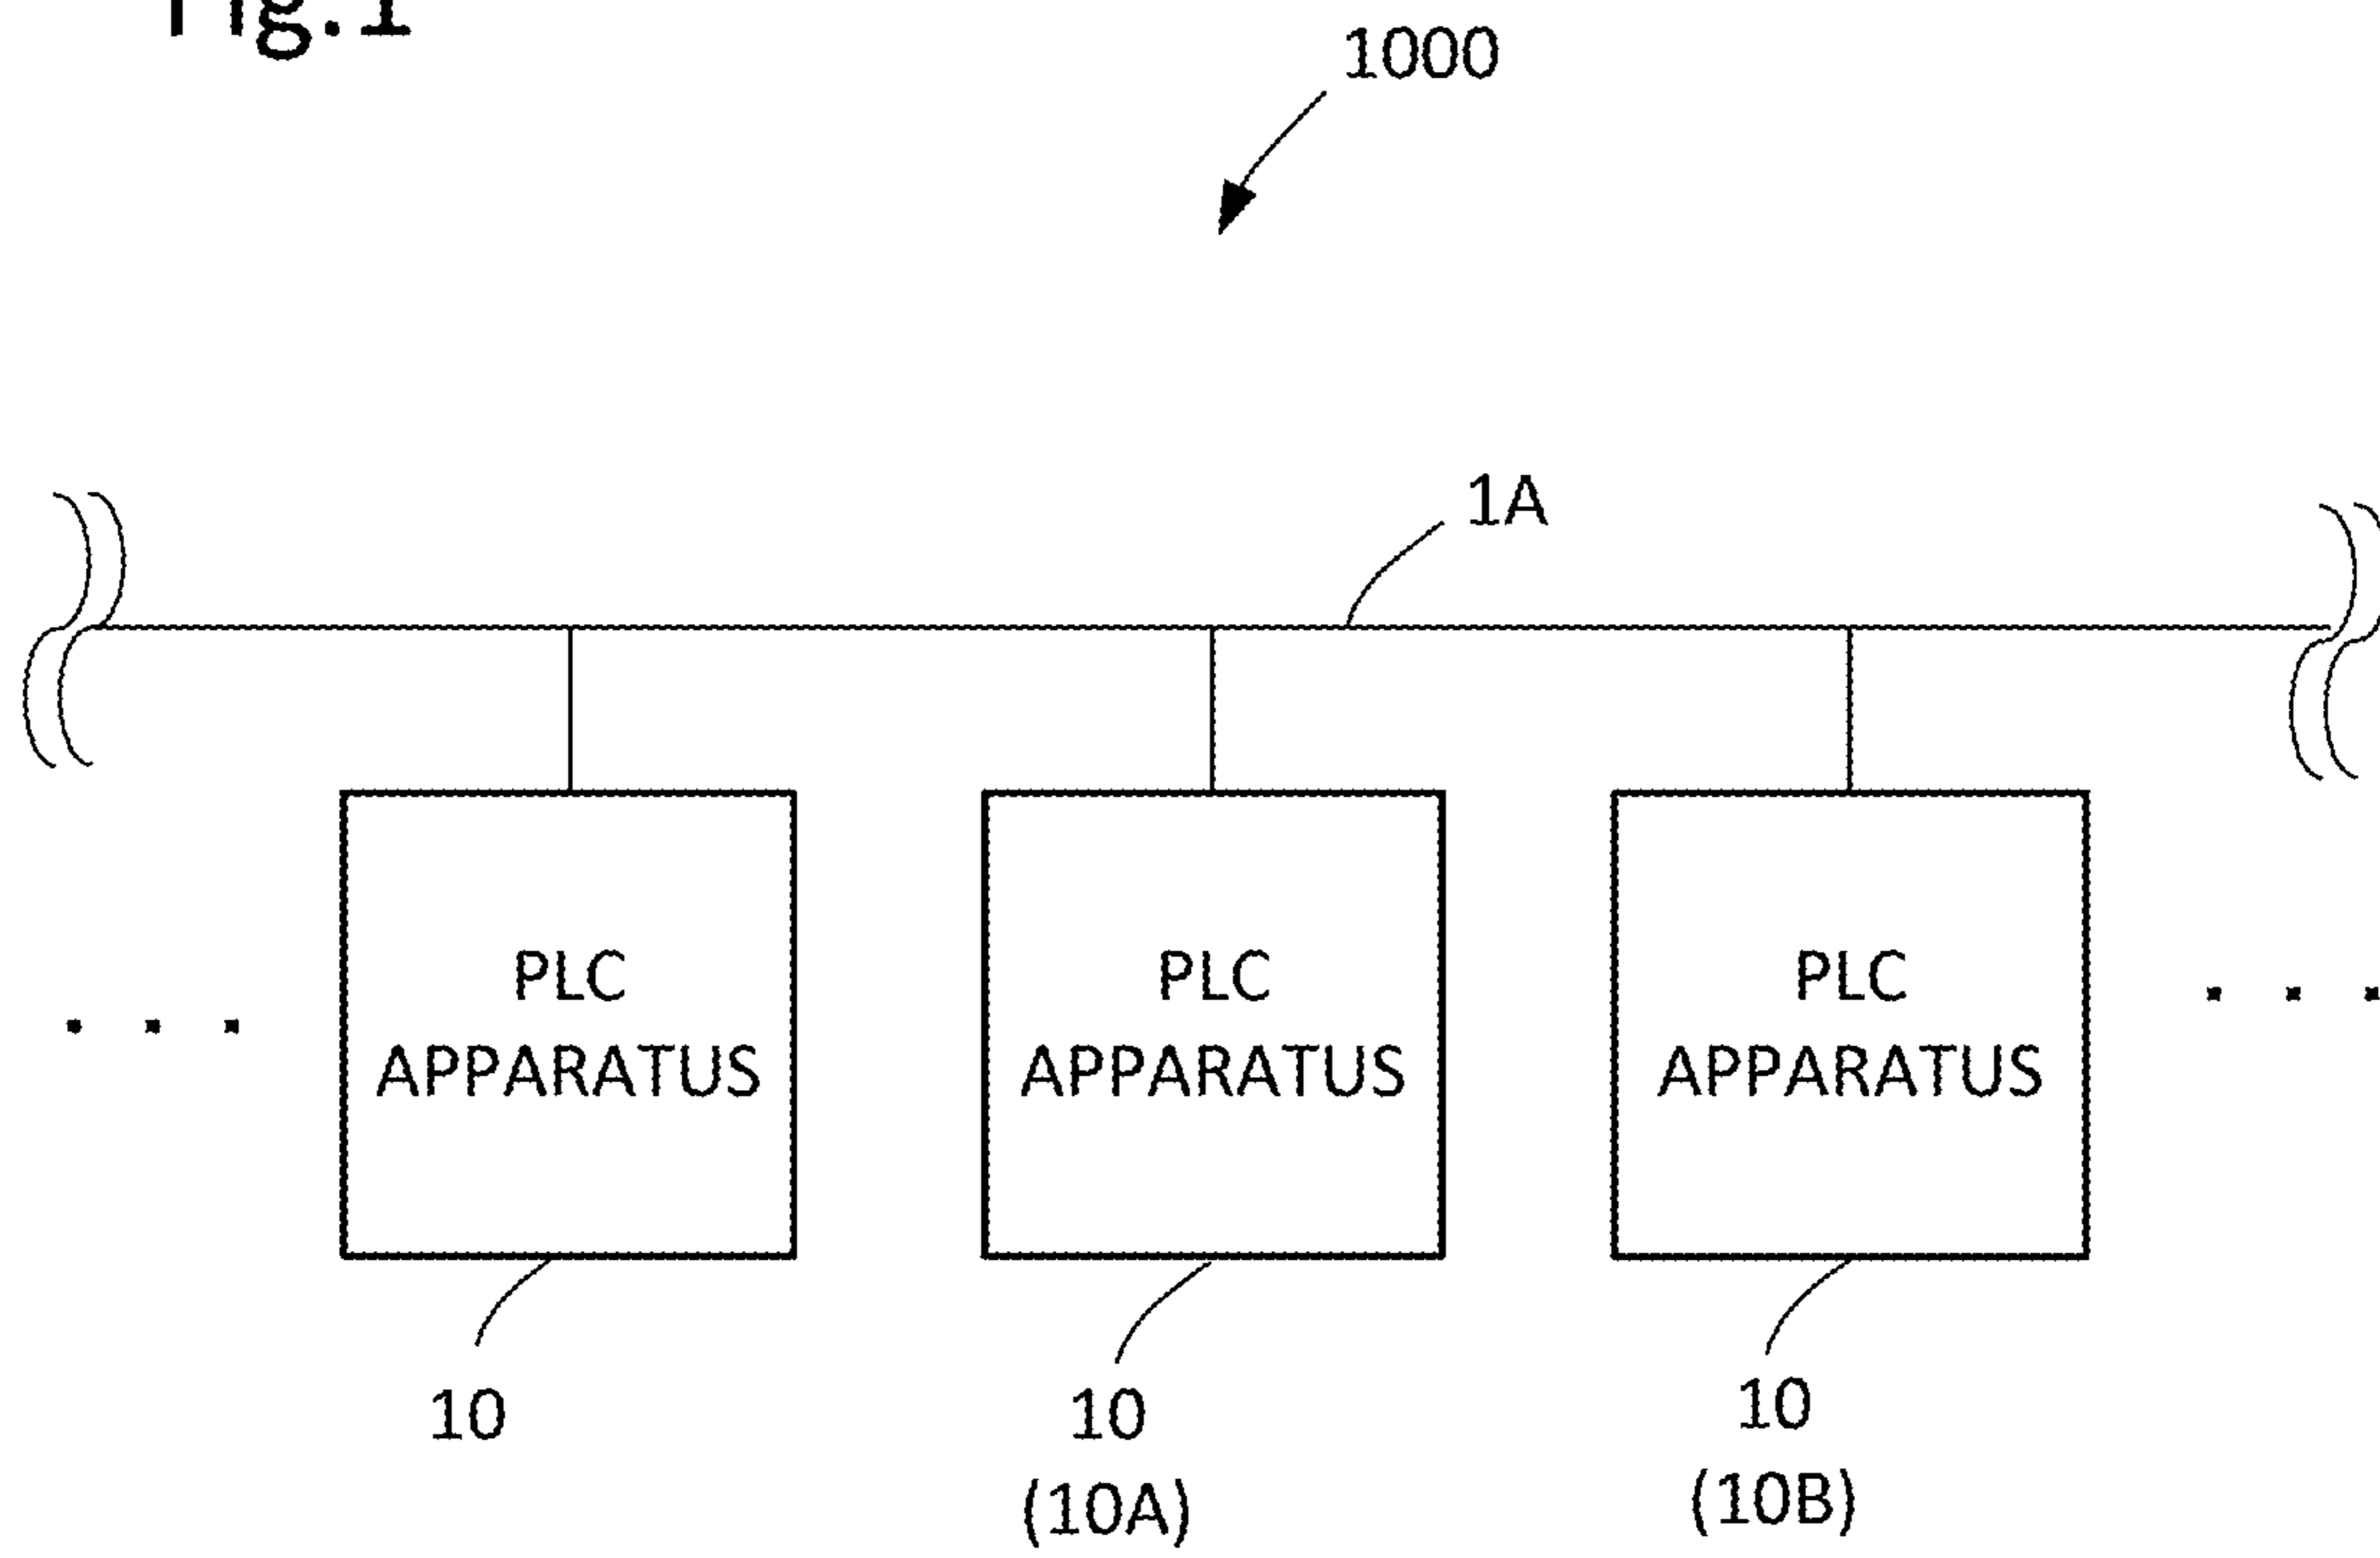 Fig.1
1000
1A
PLC
APPARATUS
PLC
APPARATUS
PLC
APPARATUS
. . .
. . .
10
10
(10A)
10
(10B)